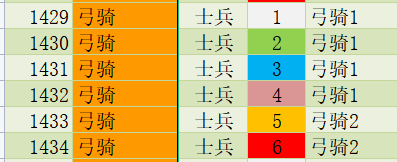 1429 弓骑 士兵 1 弓骑1
1430 弓骑 士兵 2 弓骑1
1431 弓骑 士兵 3 弓骑1
1432 弓骑 士兵 4 弓骑1
1433 弓骑 士兵 5 弓骑2
1434 弓骑 士兵 6 弓骑2